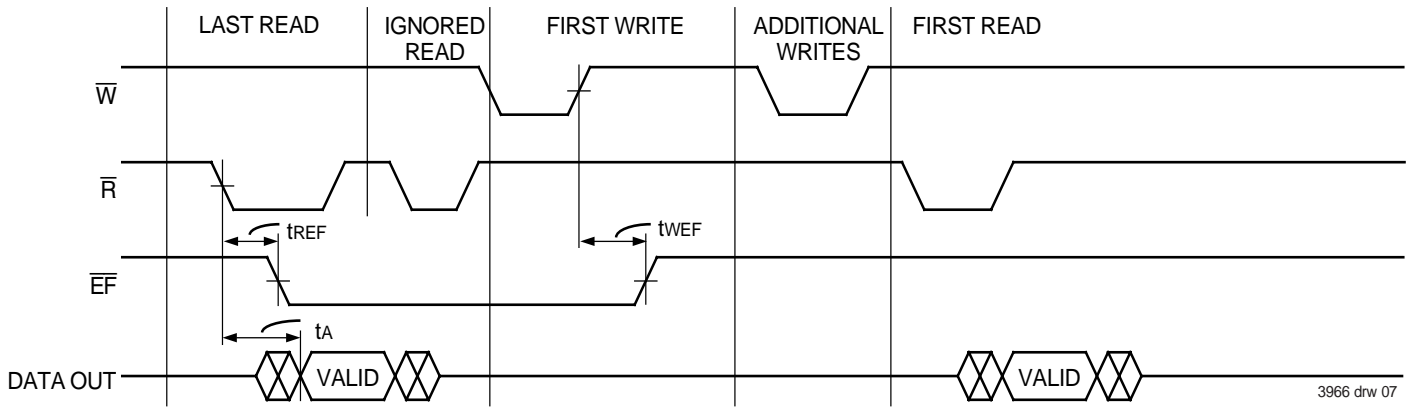 LAST READ
IGNORED
READ
FIRST WRITE
ADDITIONAL
WRITES
FIRST READ
W̅
R̅
tREF
tWEF
E̅F̅
tA
DATA OUT
VALID
VALID
3966 drw 07